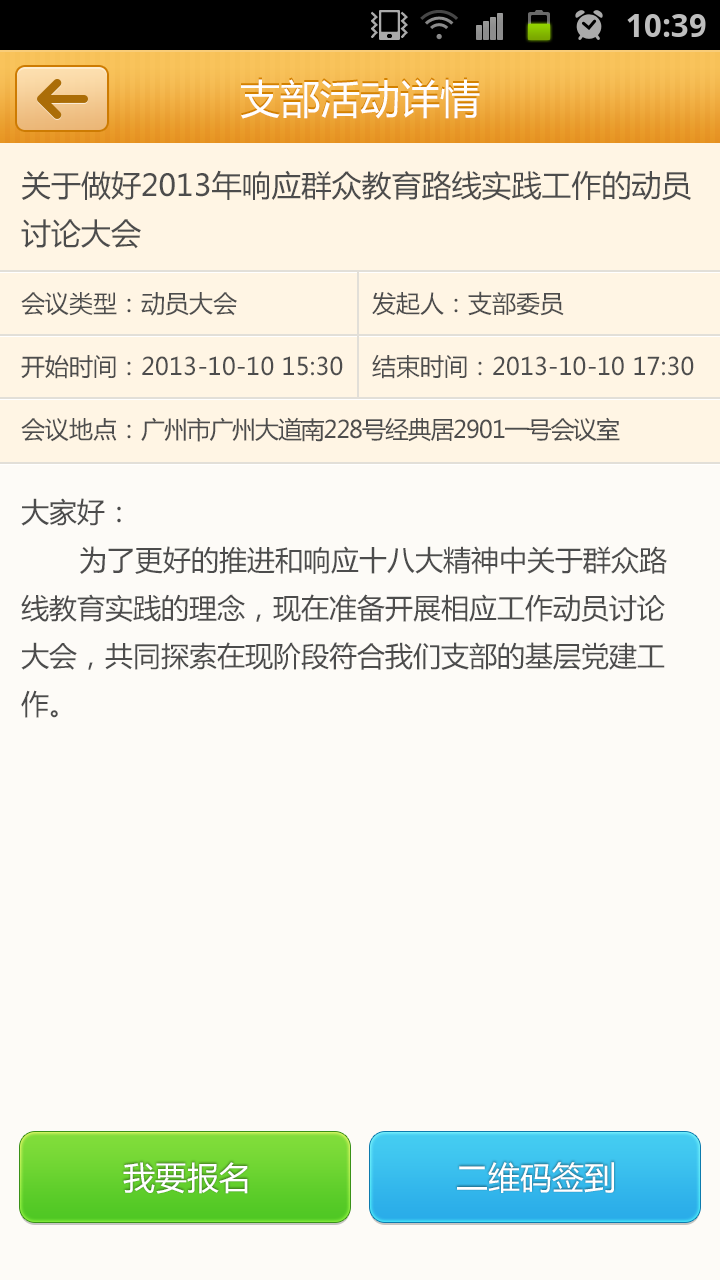 10:39
支部活动详情
关于做好2013年响应群众教育路线实践工作的动员
讨论大会
会议类型：动员大会
发起人：支部委员
开始时间：2013-10-10 15:30
结束时间：2013-10-10 17:30
会议地点：广州市广州大道南228号经典居2901一号会议室
大家好：
为了更好的推进和响应十八大精神中关于群众路
线教育实践的理念，现在准备开展相应工作动员讨论
大会，共同探索在现阶段符合我们支部的基层党建工
作。
我要报名
二维码签到